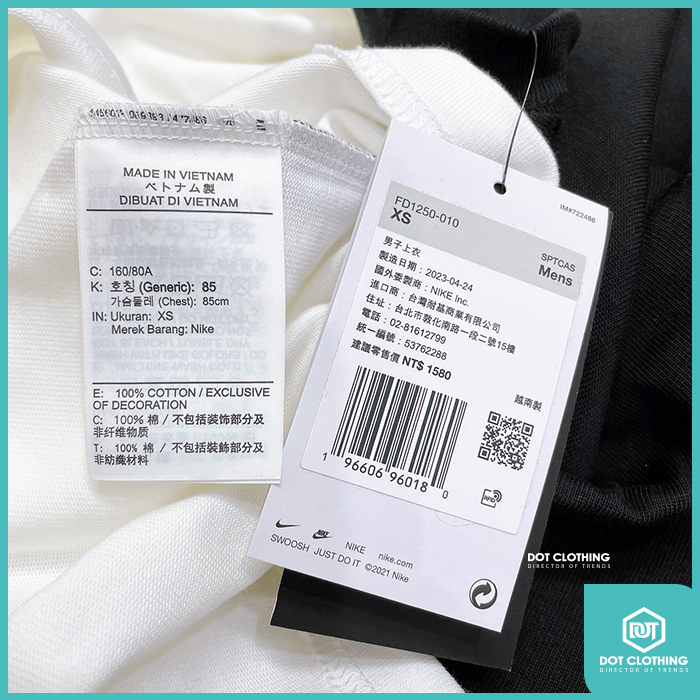 MADE IN VIETNAM
ベトナム製
DIBUAT DI VIETNAM
C: 160/80A
K: 호칭 (Generic): 85
가슴둘레 (Chest): 85cm
IN: Ukuran: XS
Merek Barang: Nike
E: 100% COTTON / EXCLUSIVE
OF DECORATION
C: 100% 棉 / 不包括装饰部分及
非纤维物质
T: 100% 棉 / 不包括裝飾部分及
非紡織材料
IM#722486
FD1250-010
XS
SPTCAS
Mens
男子上衣
製造日期：2023-04-24
國外委製商：NIKE Inc.
進口商：台灣耐基商業有限公司
住址：台北市敦化南路一段二號15樓
電話：02-81612799
統一編號：53762288
建議零售價 NT$ 1580
越南製
1 96606 96018 0
RFID
SWOOSH JUST DO IT NIKE nike.com
©2021 Nike
DOT CLOTHING
DIRECTOR OF TRENDS
DOT
DOT CLOTHING
DIRECTOR OF TRENDS